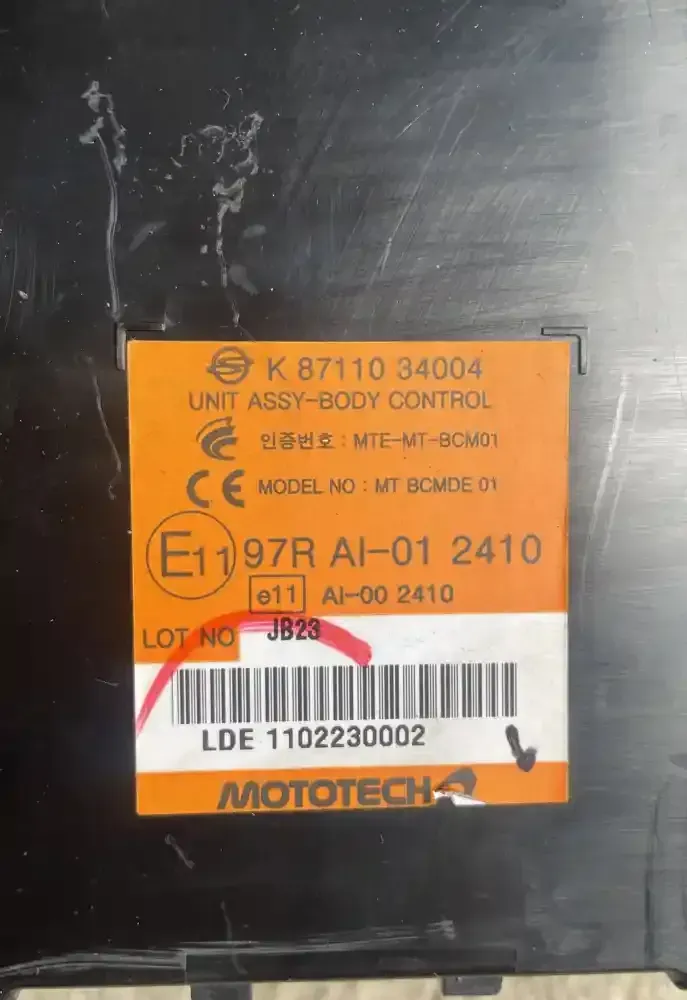 K 87110 34004
UNIT ASSY-BODY CONTROL
인증번호 : MTE-MT-BCM01
CE MODEL NO : MT BCMDE 01
E11 97R AI-01 2410
e11 AI-00 2410
LOT NO JB23
LDE 1102230002
MOTOTECH